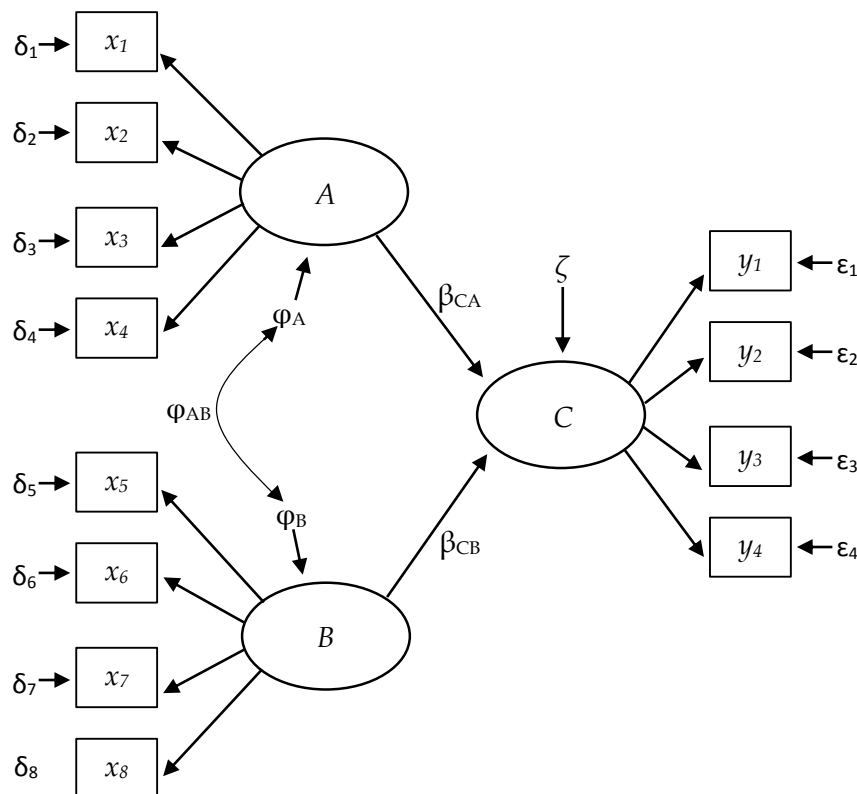 δ₁ x₁
δ₂ x₂
A
δ₃ x₃
δ₄ x₄
φ_A
β_CA
ζ
y₁ ε₁
y₂ ε₂
φ_AB
C
y₃ ε₃
δ₅ x₅
φ_B
β_CB
y₄ ε₄
δ₆ x₆
B
δ₇ x₇
δ₈ x₈